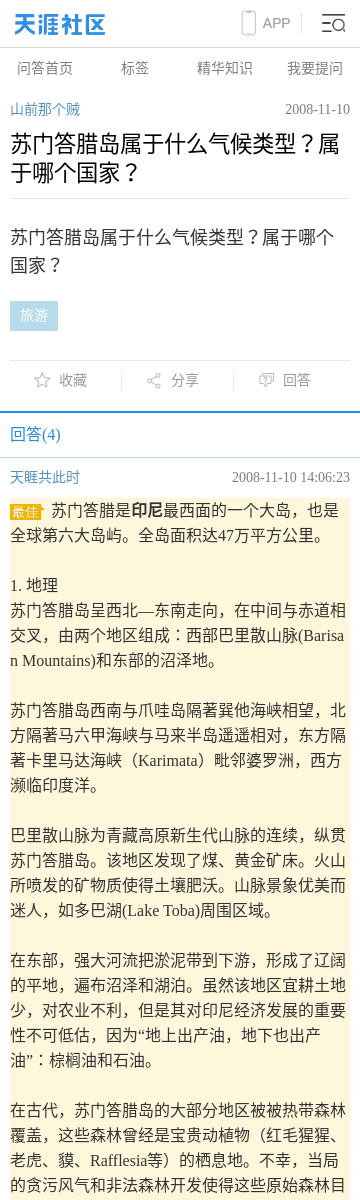 天涯社区
APP
问答首页 标签 精华知识 我要提问
山前那个贼 2008-11-10
苏门答腊岛属于什么气候类型？属
于哪个国家？
苏门答腊岛属于什么气候类型？属于哪个
国家？
旅游
收藏 分享 回答
回答(4)
天睚共此时 2008-11-10 14:06:23
最佳 苏门答腊是印尼最西面的一个大岛，也是
全球第六大岛屿。全岛面积达47万平方公里。
1. 地理
苏门答腊岛呈西北—东南走向，在中间与赤道相
交叉，由两个地区组成：西部巴里散山脉(Barisa
n Mountains)和东部的沼泽地。
苏门答腊岛西南与爪哇岛隔著巽他海峡相望，北
方隔著马六甲海峡与马来半岛遥遥相对，东方隔
著卡里马达海峡（Karimata）毗邻婆罗洲，西方
濒临印度洋。
巴里散山脉为青藏高原新生代山脉的连续，纵贯
苏门答腊岛。该地区发现了煤、黄金矿床。火山
所喷发的矿物质使得土壤肥沃。山脉景象优美而
迷人，如多巴湖(Lake Toba)周围区域。
在东部，强大河流把淤泥带到下游，形成了辽阔
的平地，遍布沼泽和湖泊。虽然该地区宜耕土地
少，对农业不利，但是其对印尼经济发展的重要
性不可低估，因为“地上出产油，地下也出产
油”：棕榈油和石油。
在古代，苏门答腊岛的大部分地区被被热带森林
覆盖，这些森林曾经是宝贵动植物（红毛猩猩、
老虎、貘、Rafflesia等）的栖息地。不幸，当局
的贪污风气和非法森林开发使得这些原始森林目